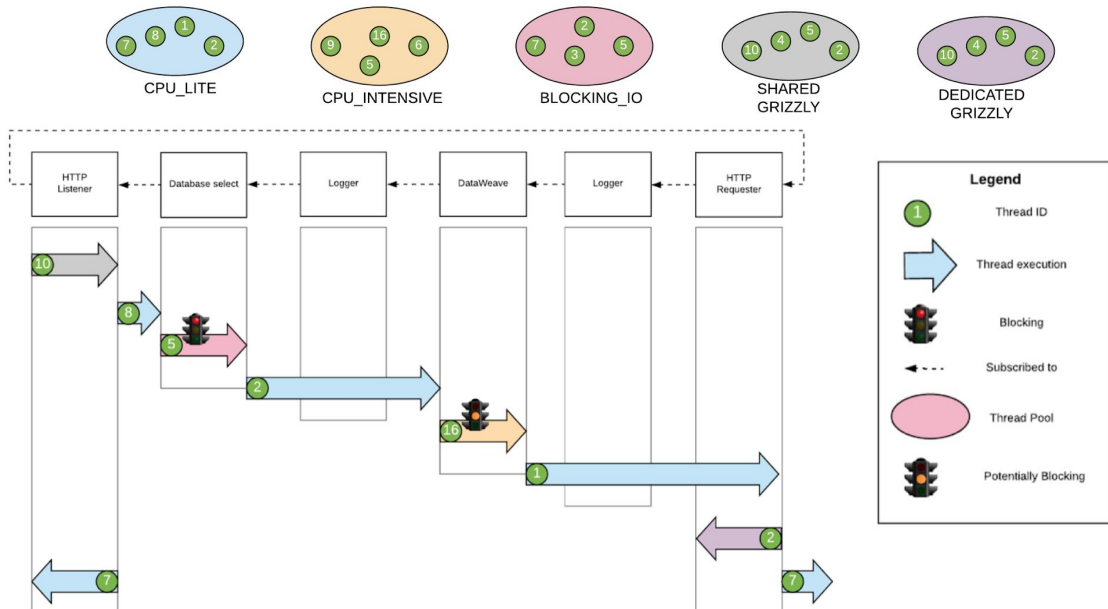 7
8
1
2
CPU_LITE
9
16
5
6
CPU_INTENSIVE
7
2
3
5
BLOCKING_IO
10
4
5
2
SHARED
GRIZZLY
10
4
5
2
DEDICATED
GRIZZLY
HTTP
Listener
Database select
Logger
DataWeave
Logger
HTTP
Requester
10
8
5
2
16
1
2
7
7
Legend
1
Thread ID
Thread execution
Blocking
Subscribed to
Thread Pool
Potentially Blocking